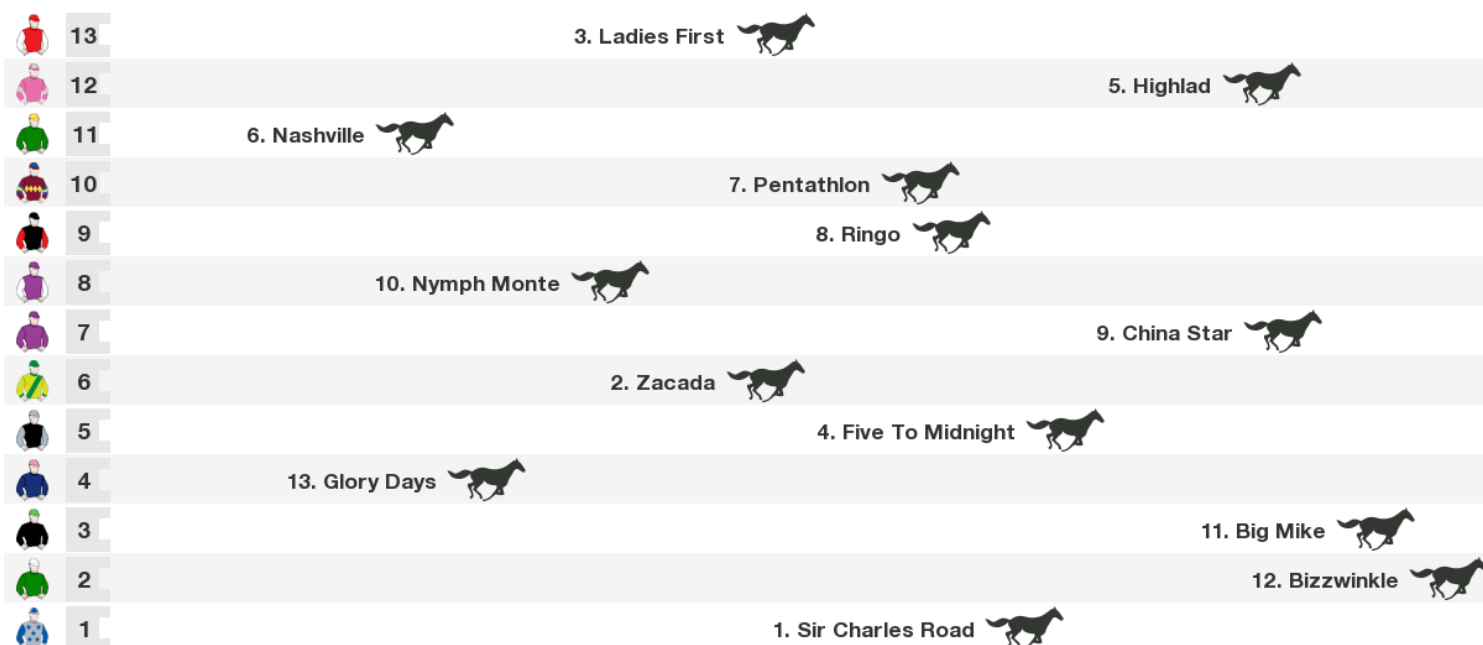 13 3. Ladies First
12 5. Highlad
11 6. Nashville
10 7. Pentathlon
9 8. Ringo
8 10. Nymph Monte
7 9. China Star
6 2. Zacada
5 4. Five To Midnight
4 13. Glory Days
3 11. Big Mike
2 12. Bizzwinkle
1 1. Sir Charles Road